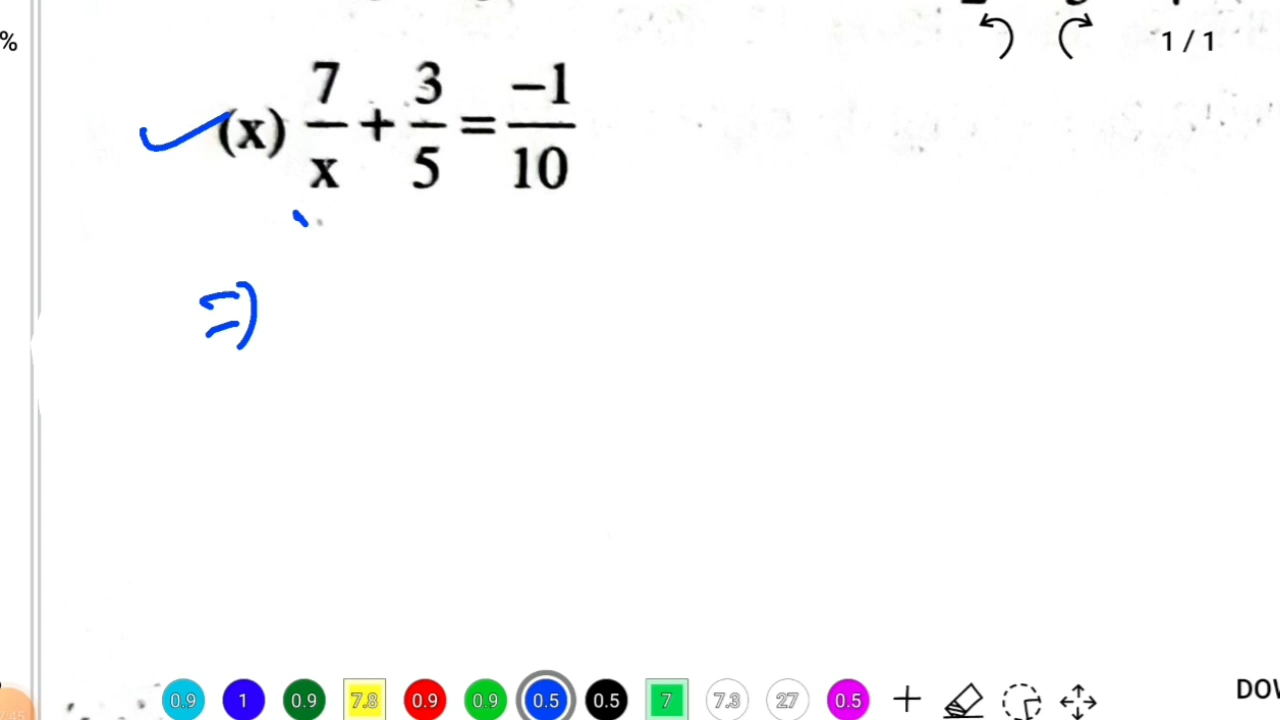 %
1 / 1
(x) 7/x + 3/5 = -1/10
=)
0.9 1 0.9 7.8 0.9 0.9 0.5 0.5 7 7.3 27 0.5 +